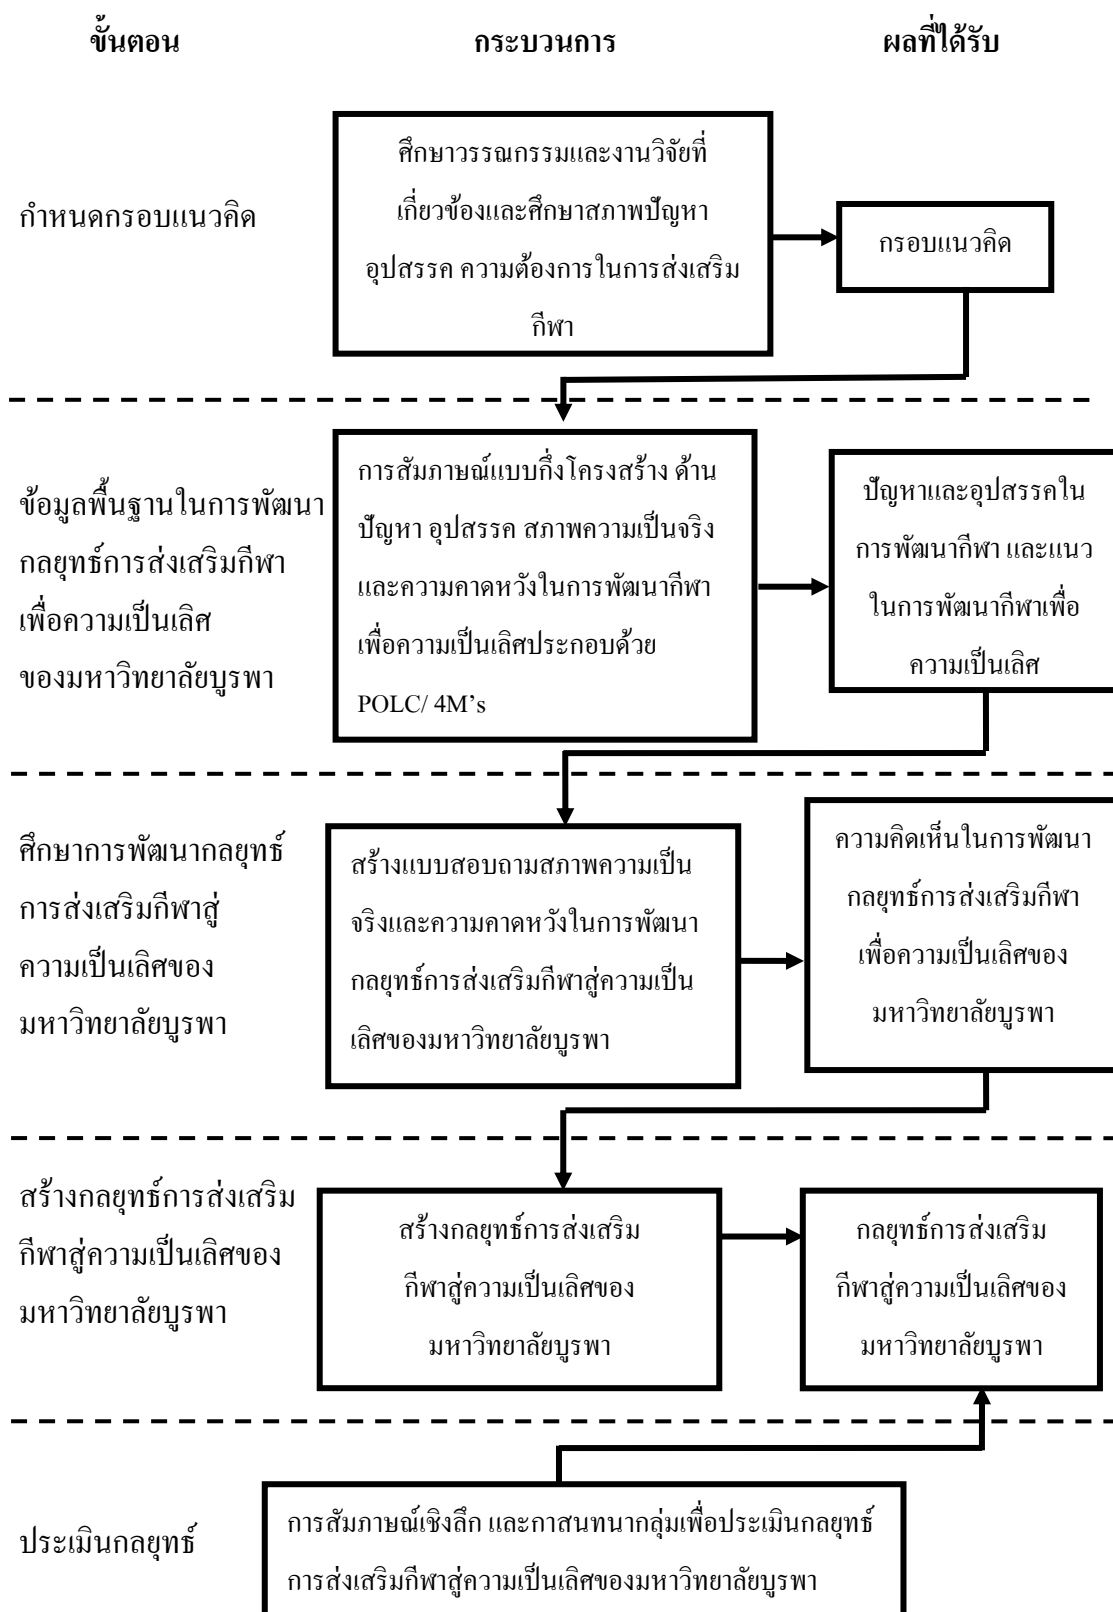 ขั้นตอน
กระบวนการ
ผลที่ได้รับ
กำหนดกรอบแนวคิด
ศึกษาวรรณกรรมและงานวิจัยที่
เกี่ยวข้องและศึกษาสภาพปัญหา
อุปสรรค ความต้องการในการส่งเสริม
กีฬา
กรอบแนวคิด
ข้อมูลพื้นฐานในการพัฒนา
กลยุทธ์การส่งเสริมกีฬา
เพื่อความเป็นเลิศ
ของมหาวิทยาลัยบูรพา
การสัมภาษณ์แบบกึ่งโครงสร้าง ด้าน
ปัญหา อุปสรรค สภาพความเป็นจริง
และความคาดหวังในการพัฒนากีฬา
เพื่อความเป็นเลิศประกอบด้วย
POLC/ 4M’s
ปัญหาและอุปสรรคใน
การพัฒนากีฬา และแนว
ในการพัฒนากีฬาเพื่อ
ความเป็นเลิศ
ศึกษาการพัฒนากลยุทธ์
การส่งเสริมกีฬาสู่
ความเป็นเลิศของ
มหาวิทยาลัยบูรพา
สร้างแบบสอบถามสภาพความเป็น
จริงและความคาดหวังในการพัฒนา
กลยุทธ์การส่งเสริมกีฬาสู่ความเป็น
เลิศของมหาวิทยาลัยบูรพา
ความคิดเห็นในการพัฒนา
กลยุทธ์การส่งเสริมกีฬา
เพื่อความเป็นเลิศของ
มหาวิทยาลัยบูรพา
สร้างกลยุทธ์การส่งเสริม
กีฬาสู่ความเป็นเลิศของ
มหาวิทยาลัยบูรพา
สร้างกลยุทธ์การส่งเสริม
กีฬาสู่ความเป็นเลิศของ
มหาวิทยาลัยบูรพา
กลยุทธ์การส่งเสริม
กีฬาสู่ความเป็นเลิศของ
มหาวิทยาลัยบูรพา
ประเมินกลยุทธ์
การสัมภาษณ์เชิงลึก และกาสนทนากลุ่มเพื่อประเมินกลยุทธ์
การส่งเสริมกีฬาสู่ความเป็นเลิศของมหาวิทยาลัยบูรพา